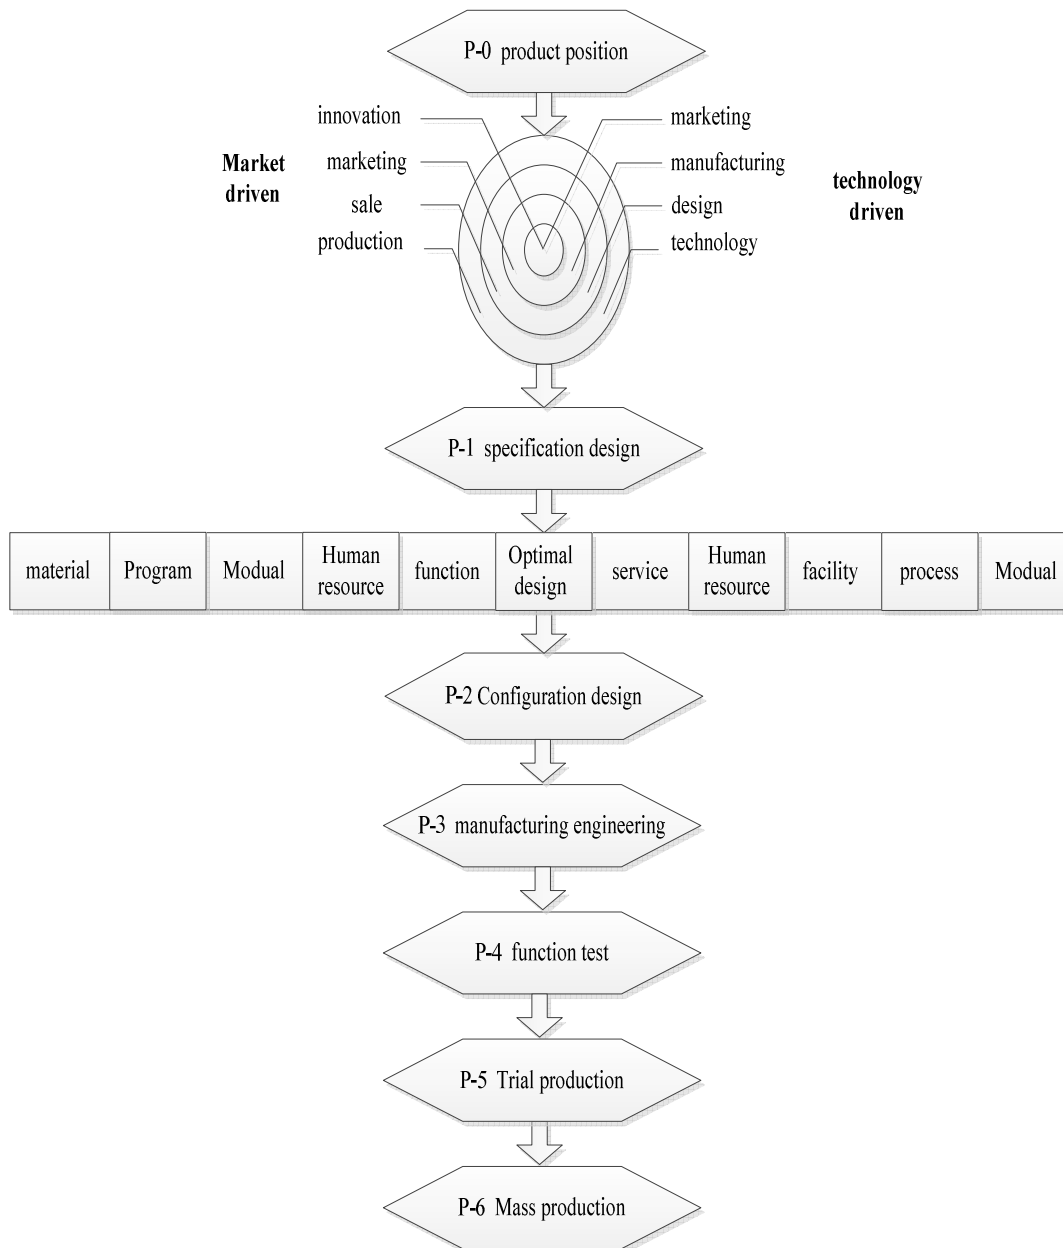 P-0 product position
innovation
marketing
Market
driven
marketing
manufacturing
technology
driven
sale
design
production
technology
P-1 specification design
material
Program
Modual
Human
resource
function
Optimal
design
service
Human
resource
facility
process
Modual
P-2 Configuration design
P-3 manufacturing engineering
P-4 function test
P-5 Trial production
P-6 Mass production